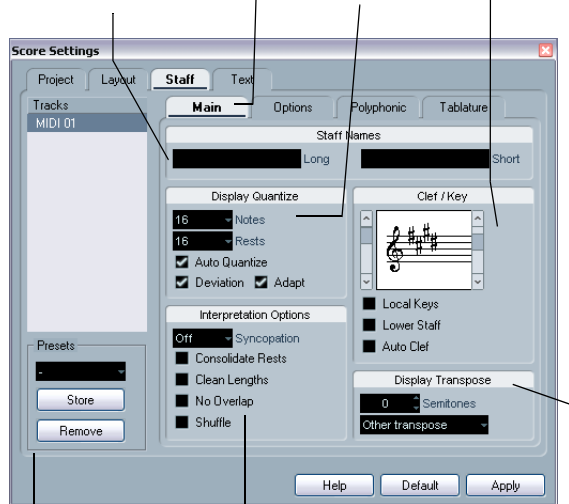 Score Settings
Project Layout Staff Text
Tracks
MIDI 01
Main Options Polyphonic Tablature
Staff Names
Long Short
Display Quantize
16 Notes
16 Rests
Auto Quantize
Deviation Adapt
Clef / Key
Local Keys
Lower Staff
Auto Clef
Interpretation Options
Off Syncopation
Consolidate Rests
Clean Lengths
No Overlap
Shuffle
Display Transpose
0 Semitones
Other transpose
Presets
-
Store
Remove
Help Default Apply